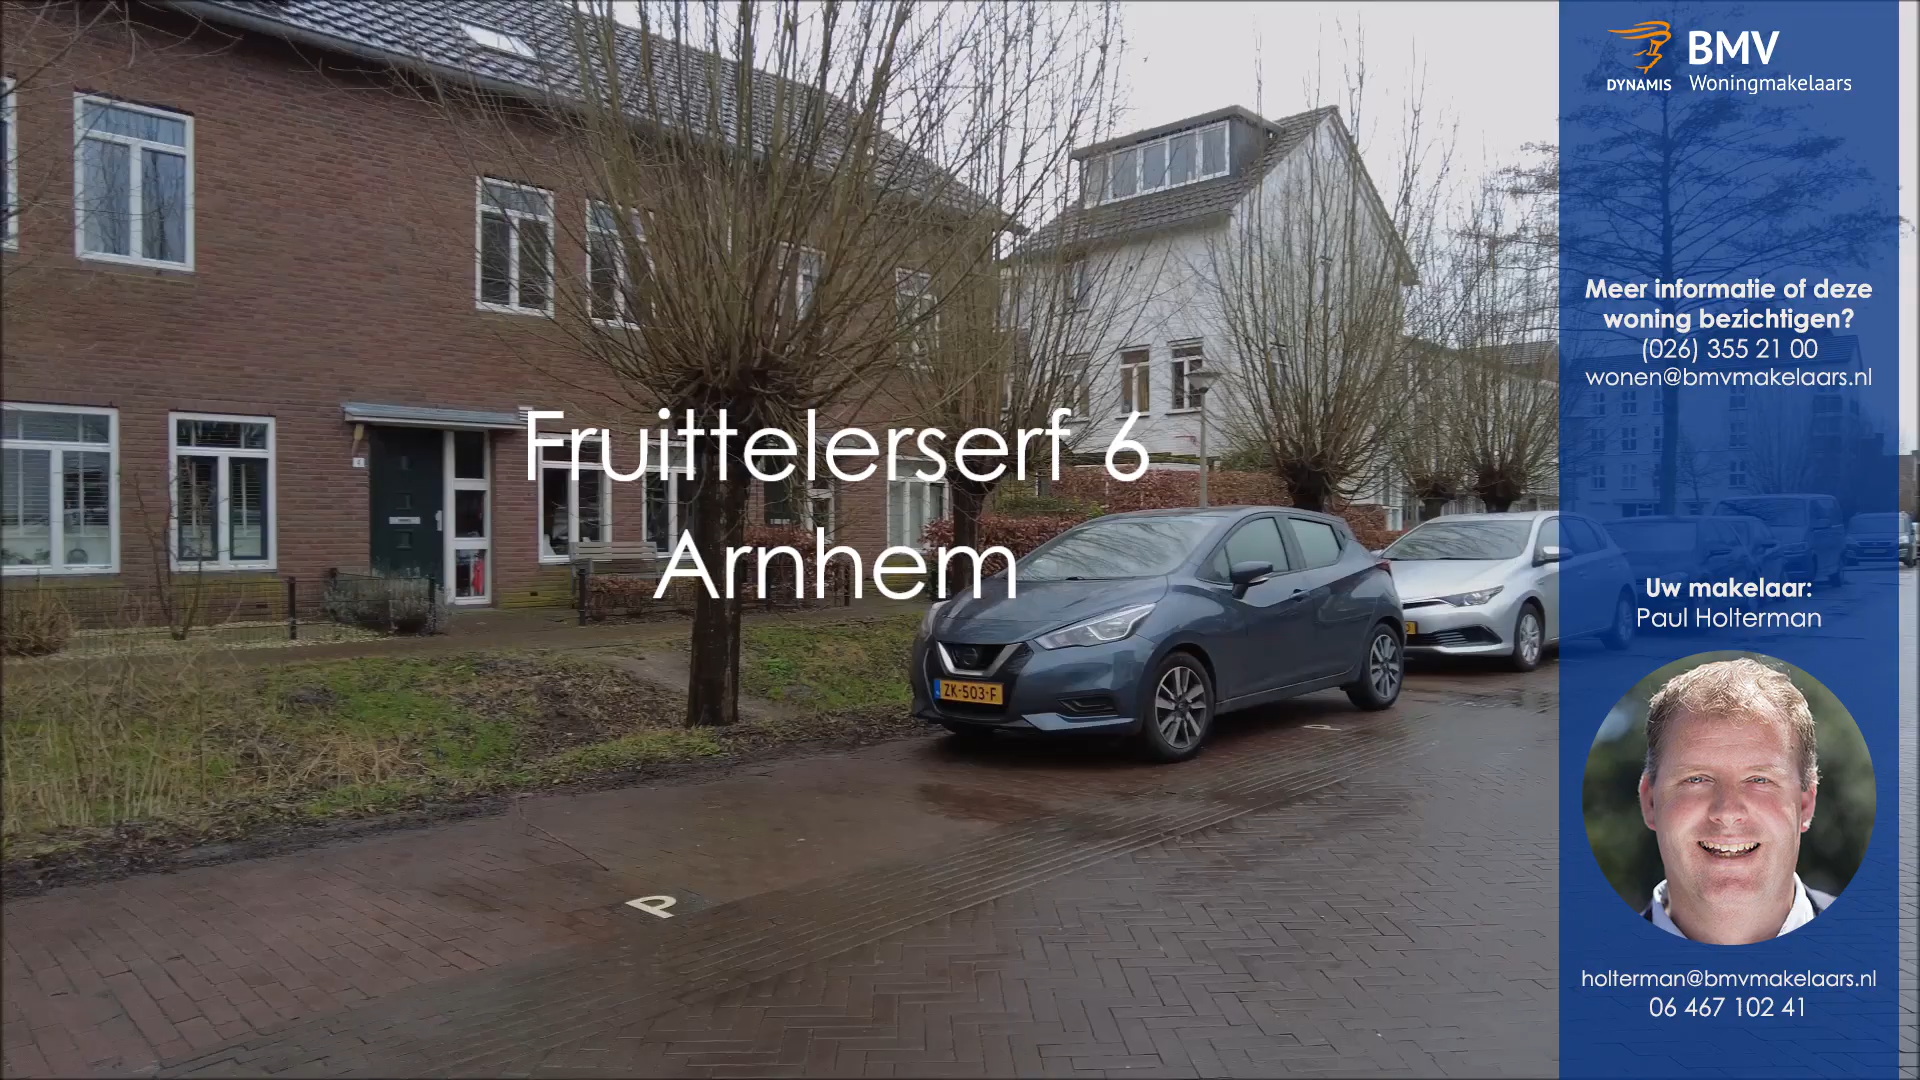 DYNAMIS
BMV
Woningmakelaars
Meer informatie of deze
woning bezichtigen?
(026) 355 21 00
wonen@bmvmakelaars.nl
Fruittelerserf 6
Arnhem
Uw makelaar:
Paul Holterman
ZK-503-F
P
holterman@bmvmakelaars.nl
06 467 102 41